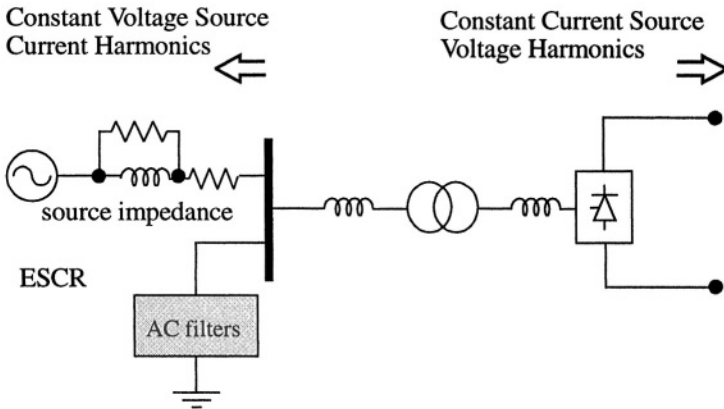 Constant Voltage Source
Current Harmonics
Constant Current Source
Voltage Harmonics
source impedance
ESCR
AC filters